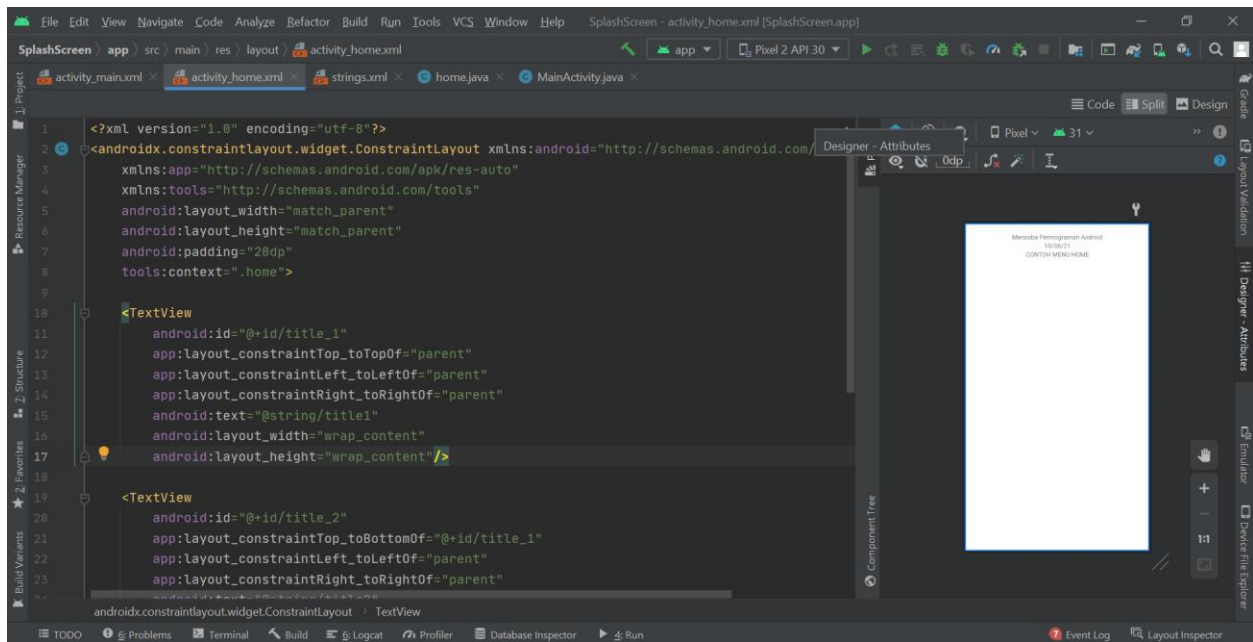 File Edit View Navigate Code Analyze Refactor Build Run Tools VCS Window Help SplashScreen - activity_home.xml [SplashScreen.app]
SplashScreen app src main res layout activity_home.xml app Pixel 2 API 30
activity_main.xml activity_home.xml strings.xml home.java MainActivity.java
Code Split Design
Pixel 31
Designer - Attributes
0dp
1 <?xml version="1.0" encoding="utf-8"?>
2 <androidx.constraintlayout.widget.ConstraintLayout xmlns:android="http://schemas.android.com/
3 xmlns:app="http://schemas.android.com/apk/res-auto"
4 xmlns:tools="http://schemas.android.com/tools"
5 android:layout_width="match_parent"
6 android:layout_height="match_parent"
7 android:padding="20dp"
8 tools:context=".home">
9
10 <TextView
11 android:id="@+id/title_1"
12 app:layout_constraintTop_toTopOf="parent"
13 app:layout_constraintLeft_toLeftOf="parent"
14 app:layout_constraintRight_toRightOf="parent"
15 android:text="@string/title1"
16 android:layout_width="wrap_content"
17 android:layout_height="wrap_content"/>
18
19 <TextView
20 android:id="@+id/title_2"
21 app:layout_constraintTop_toBottomOf="@+id/title_1"
22 app:layout_constraintLeft_toLeftOf="parent"
23 app:layout_constraintRight_toRightOf="parent"
Mencoba Pemrograman Android
10/06/21
CONTOH MENU HOME
1:1
Component Tree
1: Project
Resource Manager
7: Structure
2: Favorites
Build Variants
Gradle
Layout Validation
Designer - Attributes
Emulator
Device File Explorer
androidx.constraintlayout.widget.ConstraintLayout TextView
TODO 6: Problems Terminal Build 6: Logcat Profiler Database Inspector 4: Run 7 Event Log Layout Inspector